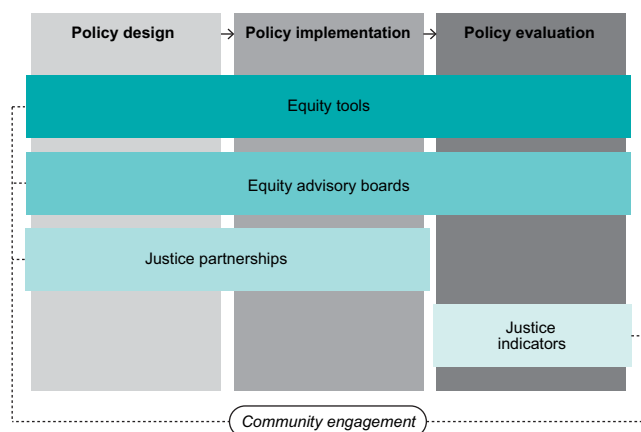 Policy design
Policy implementation
Policy evaluation
Equity tools
Equity advisory boards
Justice partnerships
Justice
indicators
Community engagement